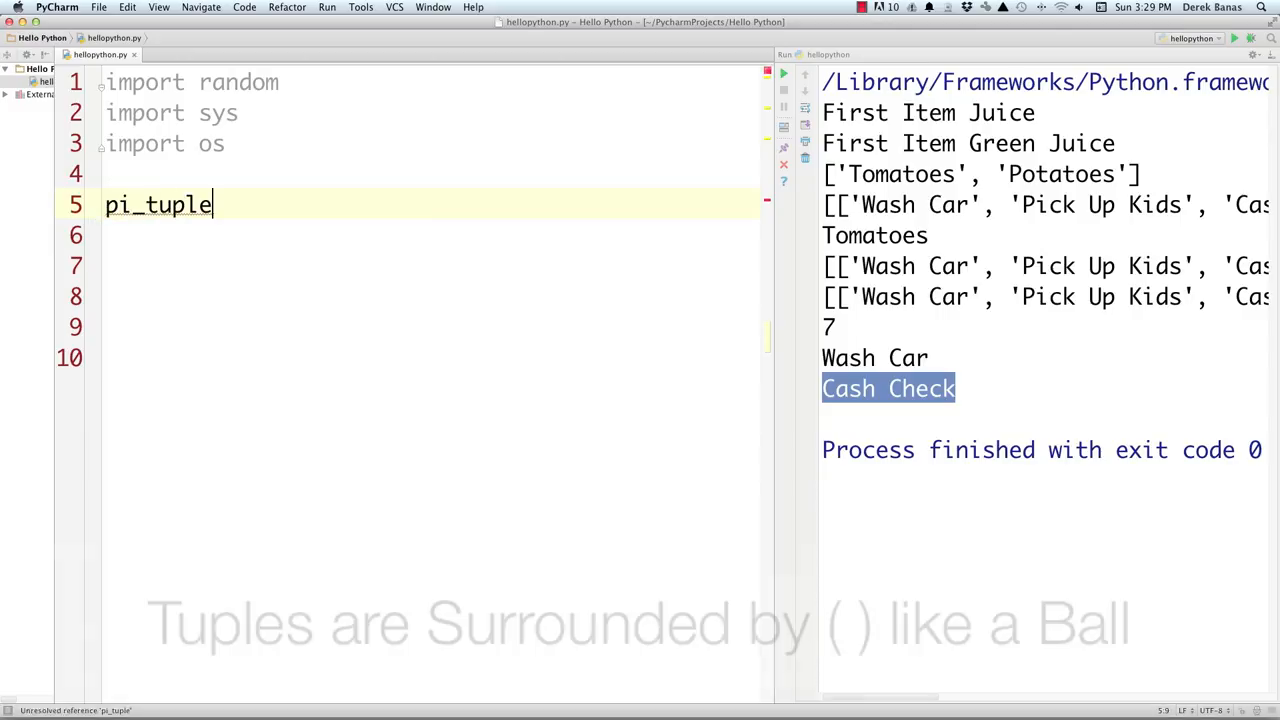 PyCharm File Edit View Navigate Code Refactor Run Tools VCS Window Help
10 Sun 3:29 PM Derek Banas
hellopython.py - Hello Python - [~/PycharmProjects/Hello Python]
Hello Python hellopython.py
hellopython
hellopython.py
Run hellopython
Hello P
hell
Extern
1 import random
2 import sys
3 import os
4
5 pi_tuple
6
7
8
9
10
/Library/Frameworks/Python.framewo
First Item Juice
First Item Green Juice
['Tomatoes', 'Potatoes']
[['Wash Car', 'Pick Up Kids', 'Cas
Tomatoes
[['Wash Car', 'Pick Up Kids', 'Cas
[['Wash Car', 'Pick Up Kids', 'Cas
7
Wash Car
Cash Check
Process finished with exit code 0
Tuples are Surrounded by ( ) like a Ball
Unresolved reference 'pi_tuple'
5:9 LF UTF-8